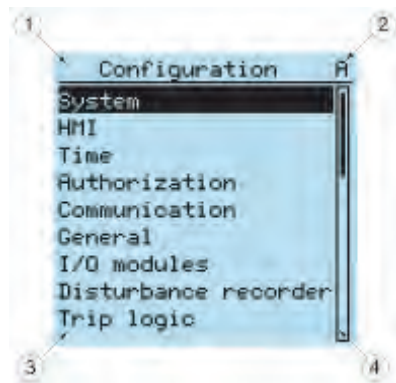 1
2
Configuration A
System
HMI
Time
Authorization
Communication
General
I/O modules
Disturbance recorder
Trip logic
3
4